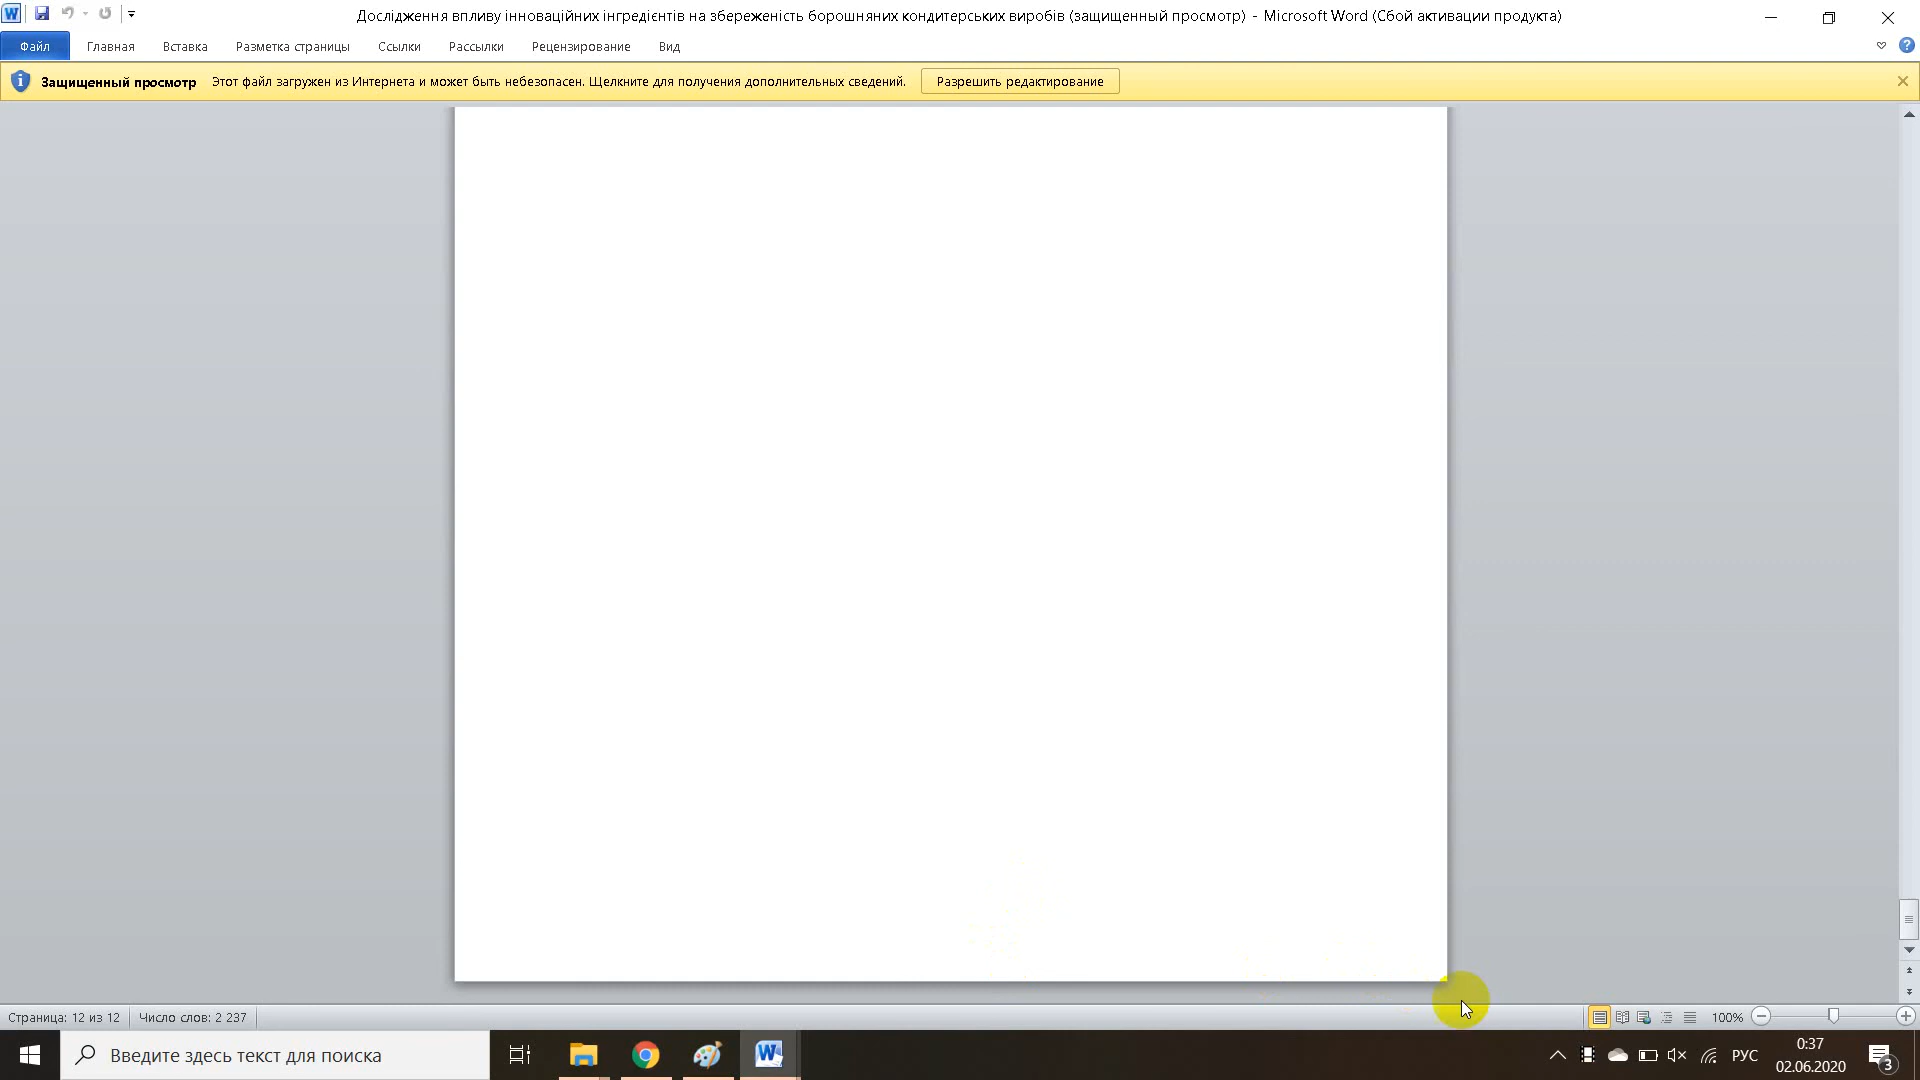 Дослідження впливу інноваційних інгредієнтів на збереженість борошняних кондитерських виробів (защищенный просмотр) - Microsoft Word (Сбой активации продукта)
Файл Главная Вставка Разметка страницы Ссылки Рассылки Рецензирование Вид
Защищенный просмотр Этот файл загружен из Интернета и может быть небезопасен. Щелкните для получения дополнительных сведений. Разрешить редактирование
Страница: 12 из 12 Число слов: 2 237 100%
Введите здесь текст для поиска
РУС
0:37
02.06.2020
3